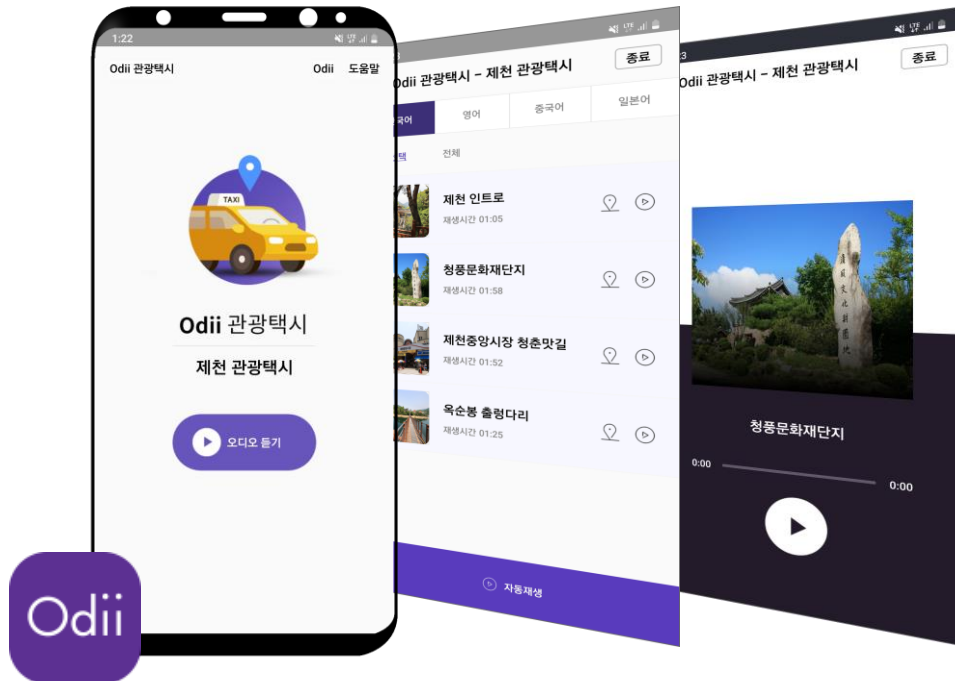 1:22
Odii 관광택시
Odii
도움말
TAXI
Odii 관광택시
제천 관광택시
오디오 듣기
Odii
LTE
Odii 관광택시 – 제천 관광택시
종료
영어
중국어
일본어
전체
제천 인트로
재생시간 01:05
청풍문화재단지
재생시간 01:58
제천중앙시장 청춘맛길
재생시간 01:52
옥순봉 출렁다리
재생시간 01:25
자동재생
LTE
Odii 관광택시 – 제천 관광택시
종료
청풍문화재단지
0:00
0:00